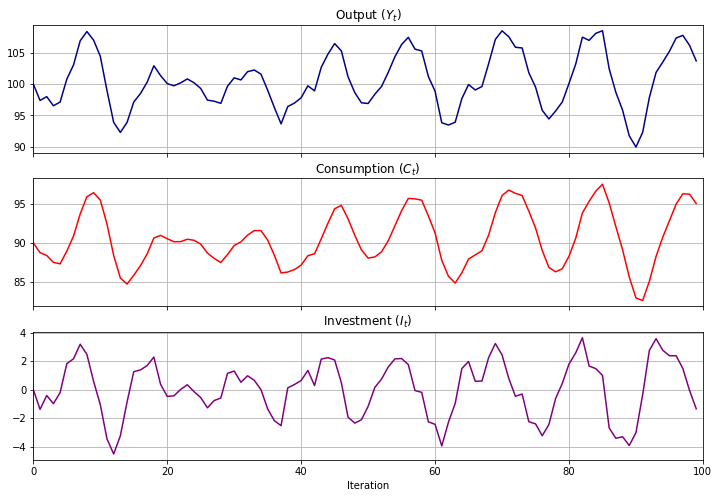 Output (Y_t)
105
100
95
90
Consumption (C_t)
95
90
85
Investment (I_t)
4
2
0
−2
−4
0 20 40 60 80 100
Iteration